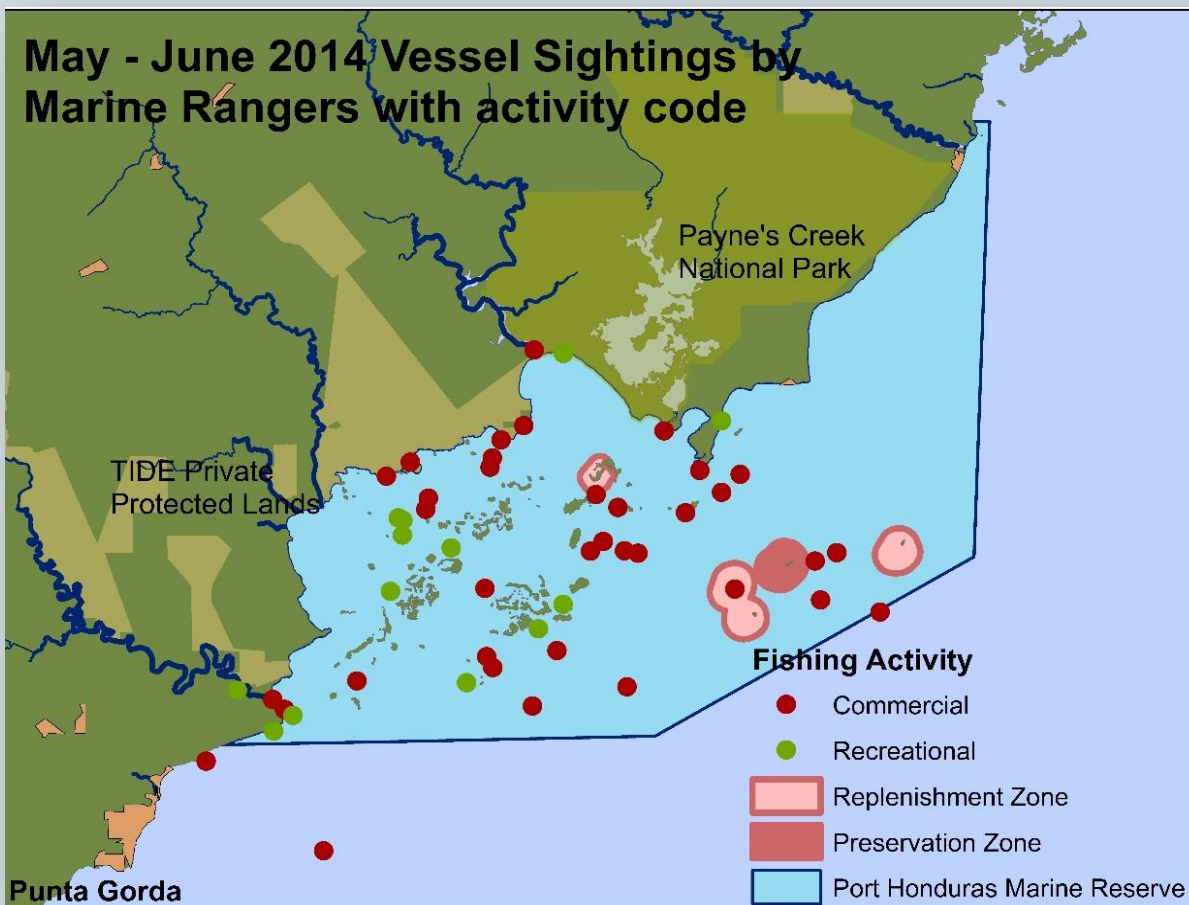 May - June 2014 Vessel Sightings by
Marine Rangers with activity code
Payne's Creek
National Park
TIDE Private
Protected Lands
Fishing Activity
Commercial
Recreational
Replenishment Zone
Preservation Zone
Port Honduras Marine Reserve
Punta Gorda